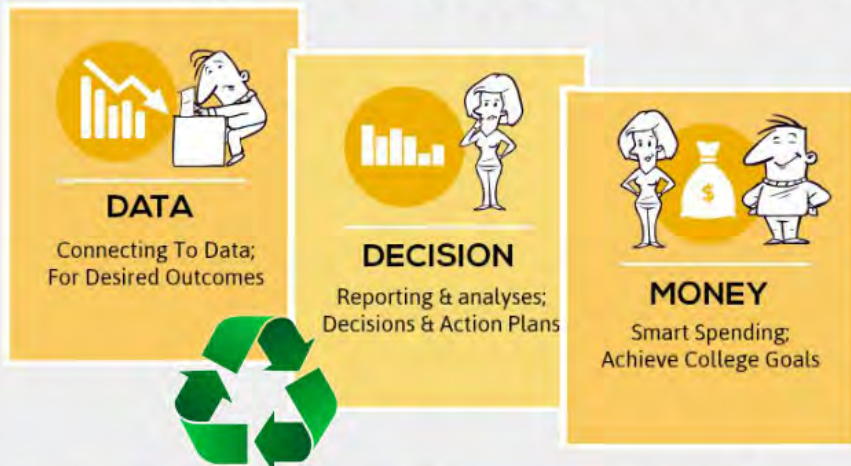 DATA
Connecting To Data;
For Desired Outcomes
DECISION
Reporting & analyses;
Decisions & Action Plans
$
MONEY
Smart Spending;
Achieve College Goals